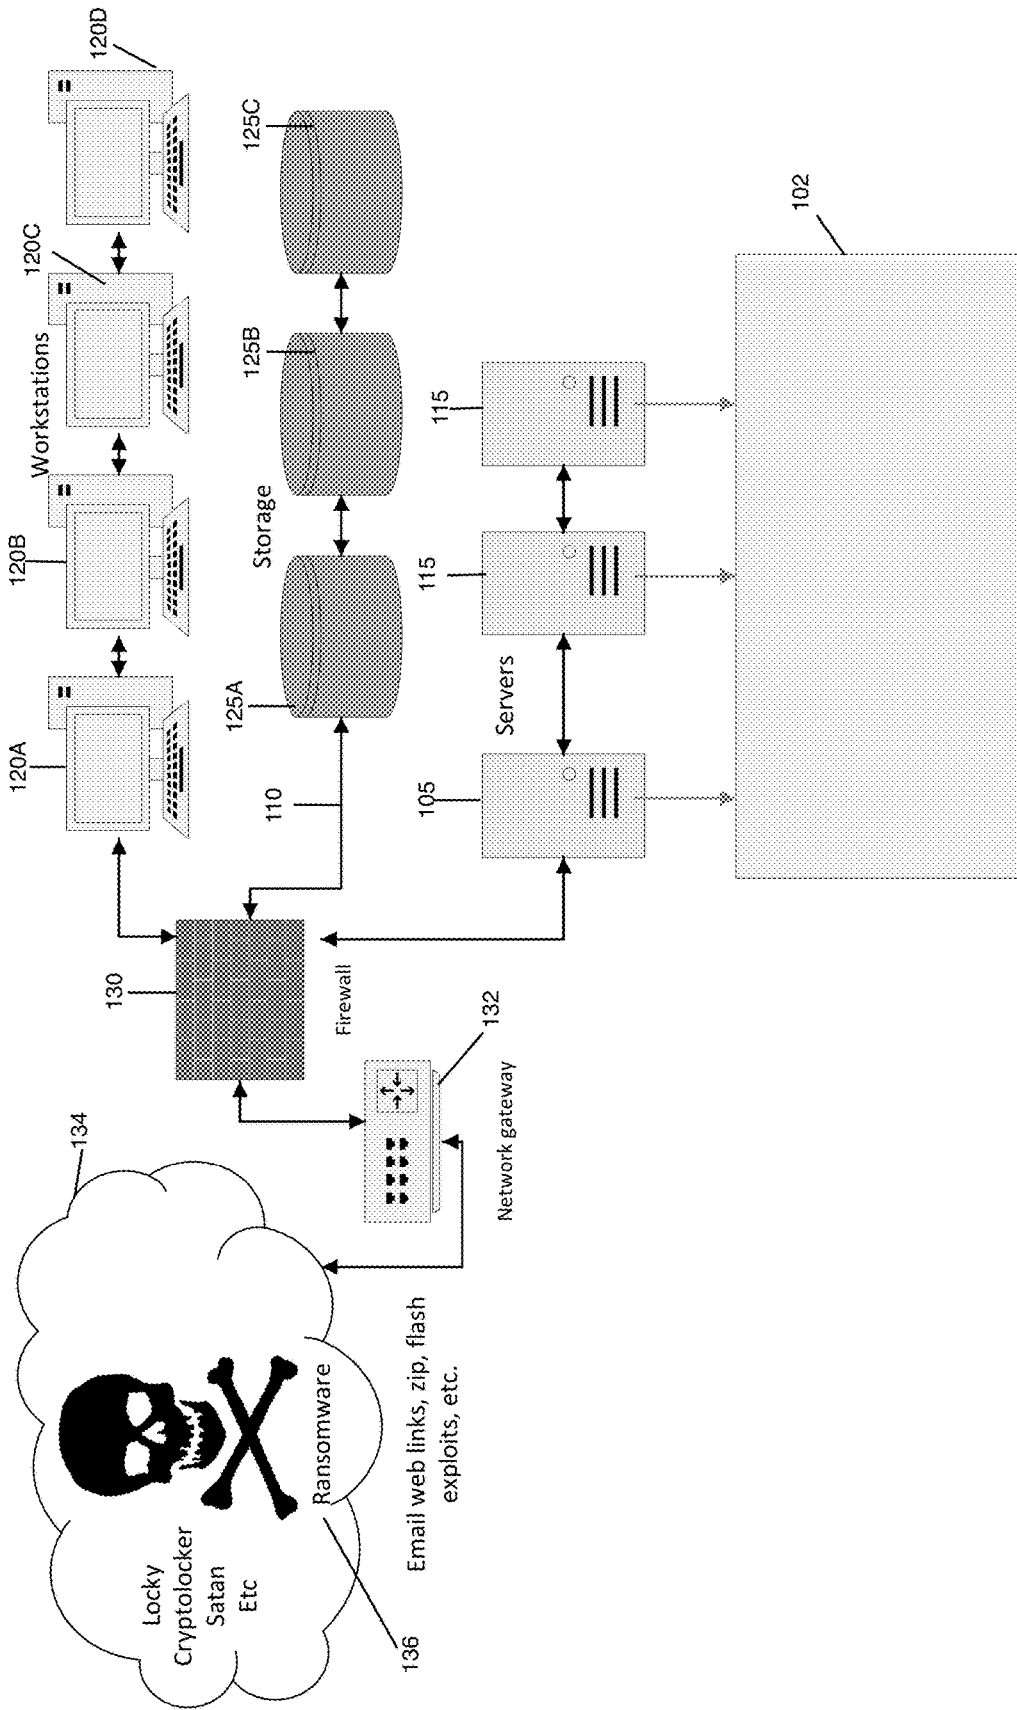 134
Locky
Cryptolocker
Satan
Etc
Ransomware
136
Email web links, zip, flash
exploits, etc.
132
Network gateway
130
Firewall
120A
120B
Workstations
120C
120D
110
125A
Storage
125B
125C
105
Servers
115
115
102